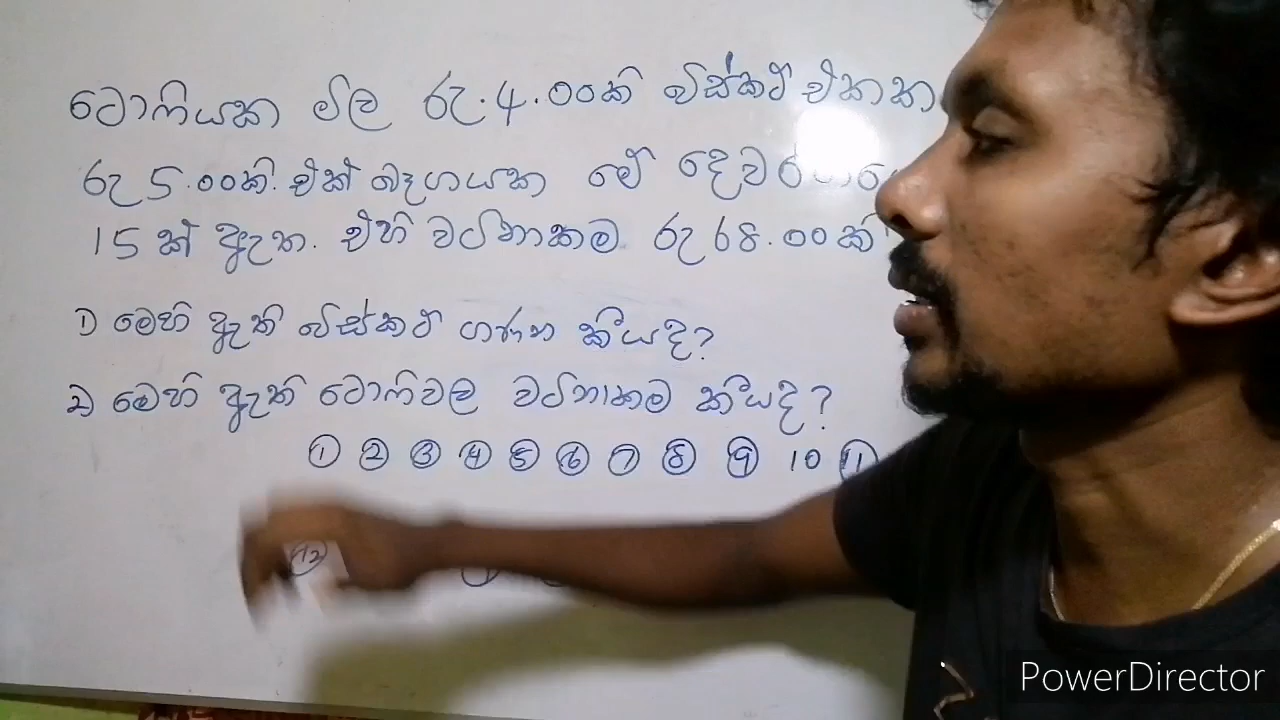 ටොෆියක මිල රු.4.00කි විස්කට් එකක
රු 5.00කි. එක් බෑගයක මේ දෙවර්
15 ක් ඇත. එහි වටිනාකම රු 68.00 කි
1) මෙහි ඇති විස්කට් ගණන කීයද?
2) මෙහි ඇති ටොෆිවල වටිනාකම කීයද?
1 2 3 4 5 6 7 8 9 10 11
12
PowerDirector